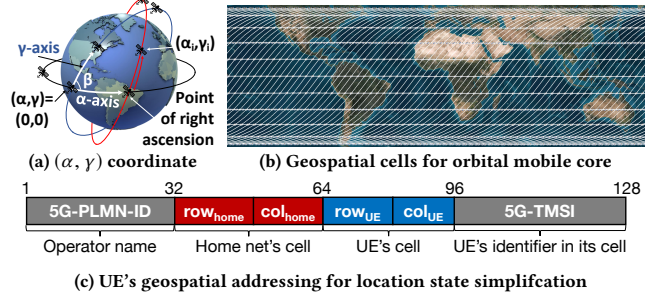 γ-axis
(αi,γi)
β
(α,γ)=
(0,0)
α-axis
Point
of right
ascension
(a) (α, γ) coordinate
(b) Geospatial cells for orbital mobile core
1 32 64 96 128
5G-PLMN-ID rowhome colhome rowUE colUE 5G-TMSI
Operator name Home net's cell UE's cell UE's identifier in its cell
(c) UE's geospatial addressing for location state simplifcation